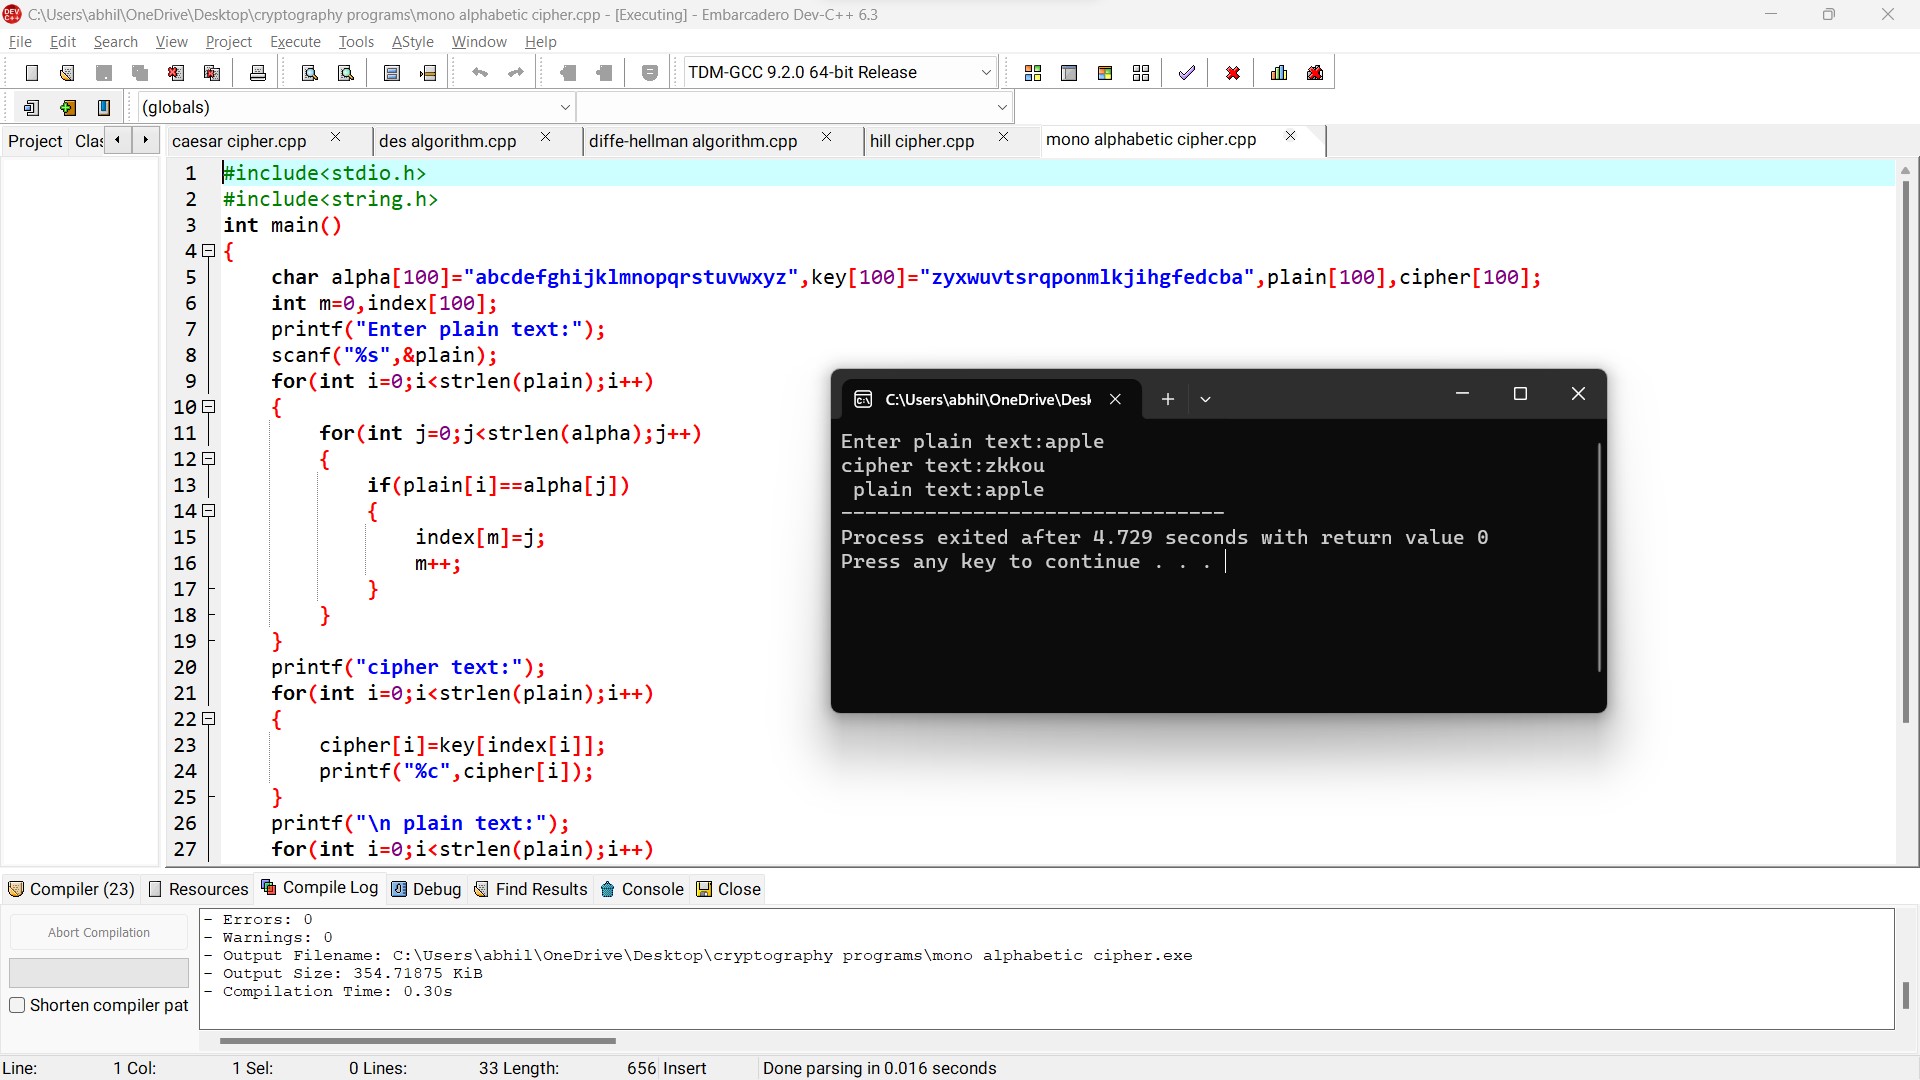 C:\Users\abhil\OneDrive\Desktop\cryptography programs\mono alphabetic cipher.cpp - [Executing] - Embarcadero Dev-C++ 6.3
File Edit Search View Project Execute Tools AStyle Window Help
TDM-GCC 9.2.0 64-bit Release
(globals)
Project Clas caesar cipher.cpp des algorithm.cpp diffe-hellman algorithm.cpp hill cipher.cpp mono alphabetic cipher.cpp
1 #include<stdio.h>
2 #include<string.h>
3 int main()
4 {
5 char alpha[100]="abcdefghijklmnopqrstuvwxyz",key[100]="zyxwuvtsrqponmlkjihgfedcba",plain[100],cipher[100];
6 int m=0,index[100];
7 printf("Enter plain text:");
8 scanf("%s",&plain);
9 for(int i=0;i<strlen(plain);i++)
10 {
11 for(int j=0;j<strlen(alpha);j++)
12 {
13 if(plain[i]==alpha[j])
14 {
15 index[m]=j;
16 m++;
17 }
18 }
19 }
20 printf("cipher text:");
21 for(int i=0;i<strlen(plain);i++)
22 {
23 cipher[i]=key[index[i]];
24 printf("%c",cipher[i]);
25 }
26 printf("\n plain text:");
27 for(int i=0;i<strlen(plain);i++)
C:\Users\abhil\OneDrive\Desk
Enter plain text:apple
cipher text:zkkou
plain text:apple
--------------------------------
Process exited after 4.729 seconds with return value 0
Press any key to continue . . .
Compiler (23) Resources Compile Log Debug Find Results Console Close
Abort Compilation
Shorten compiler pat
- Errors: 0
- Warnings: 0
- Output Filename: C:\Users\abhil\OneDrive\Desktop\cryptography programs\mono alphabetic cipher.exe
- Output Size: 354.71875 KiB
- Compilation Time: 0.30s
Line: 1 Col: 1 Sel: 0 Lines: 33 Length: 656 Insert Done parsing in 0.016 seconds